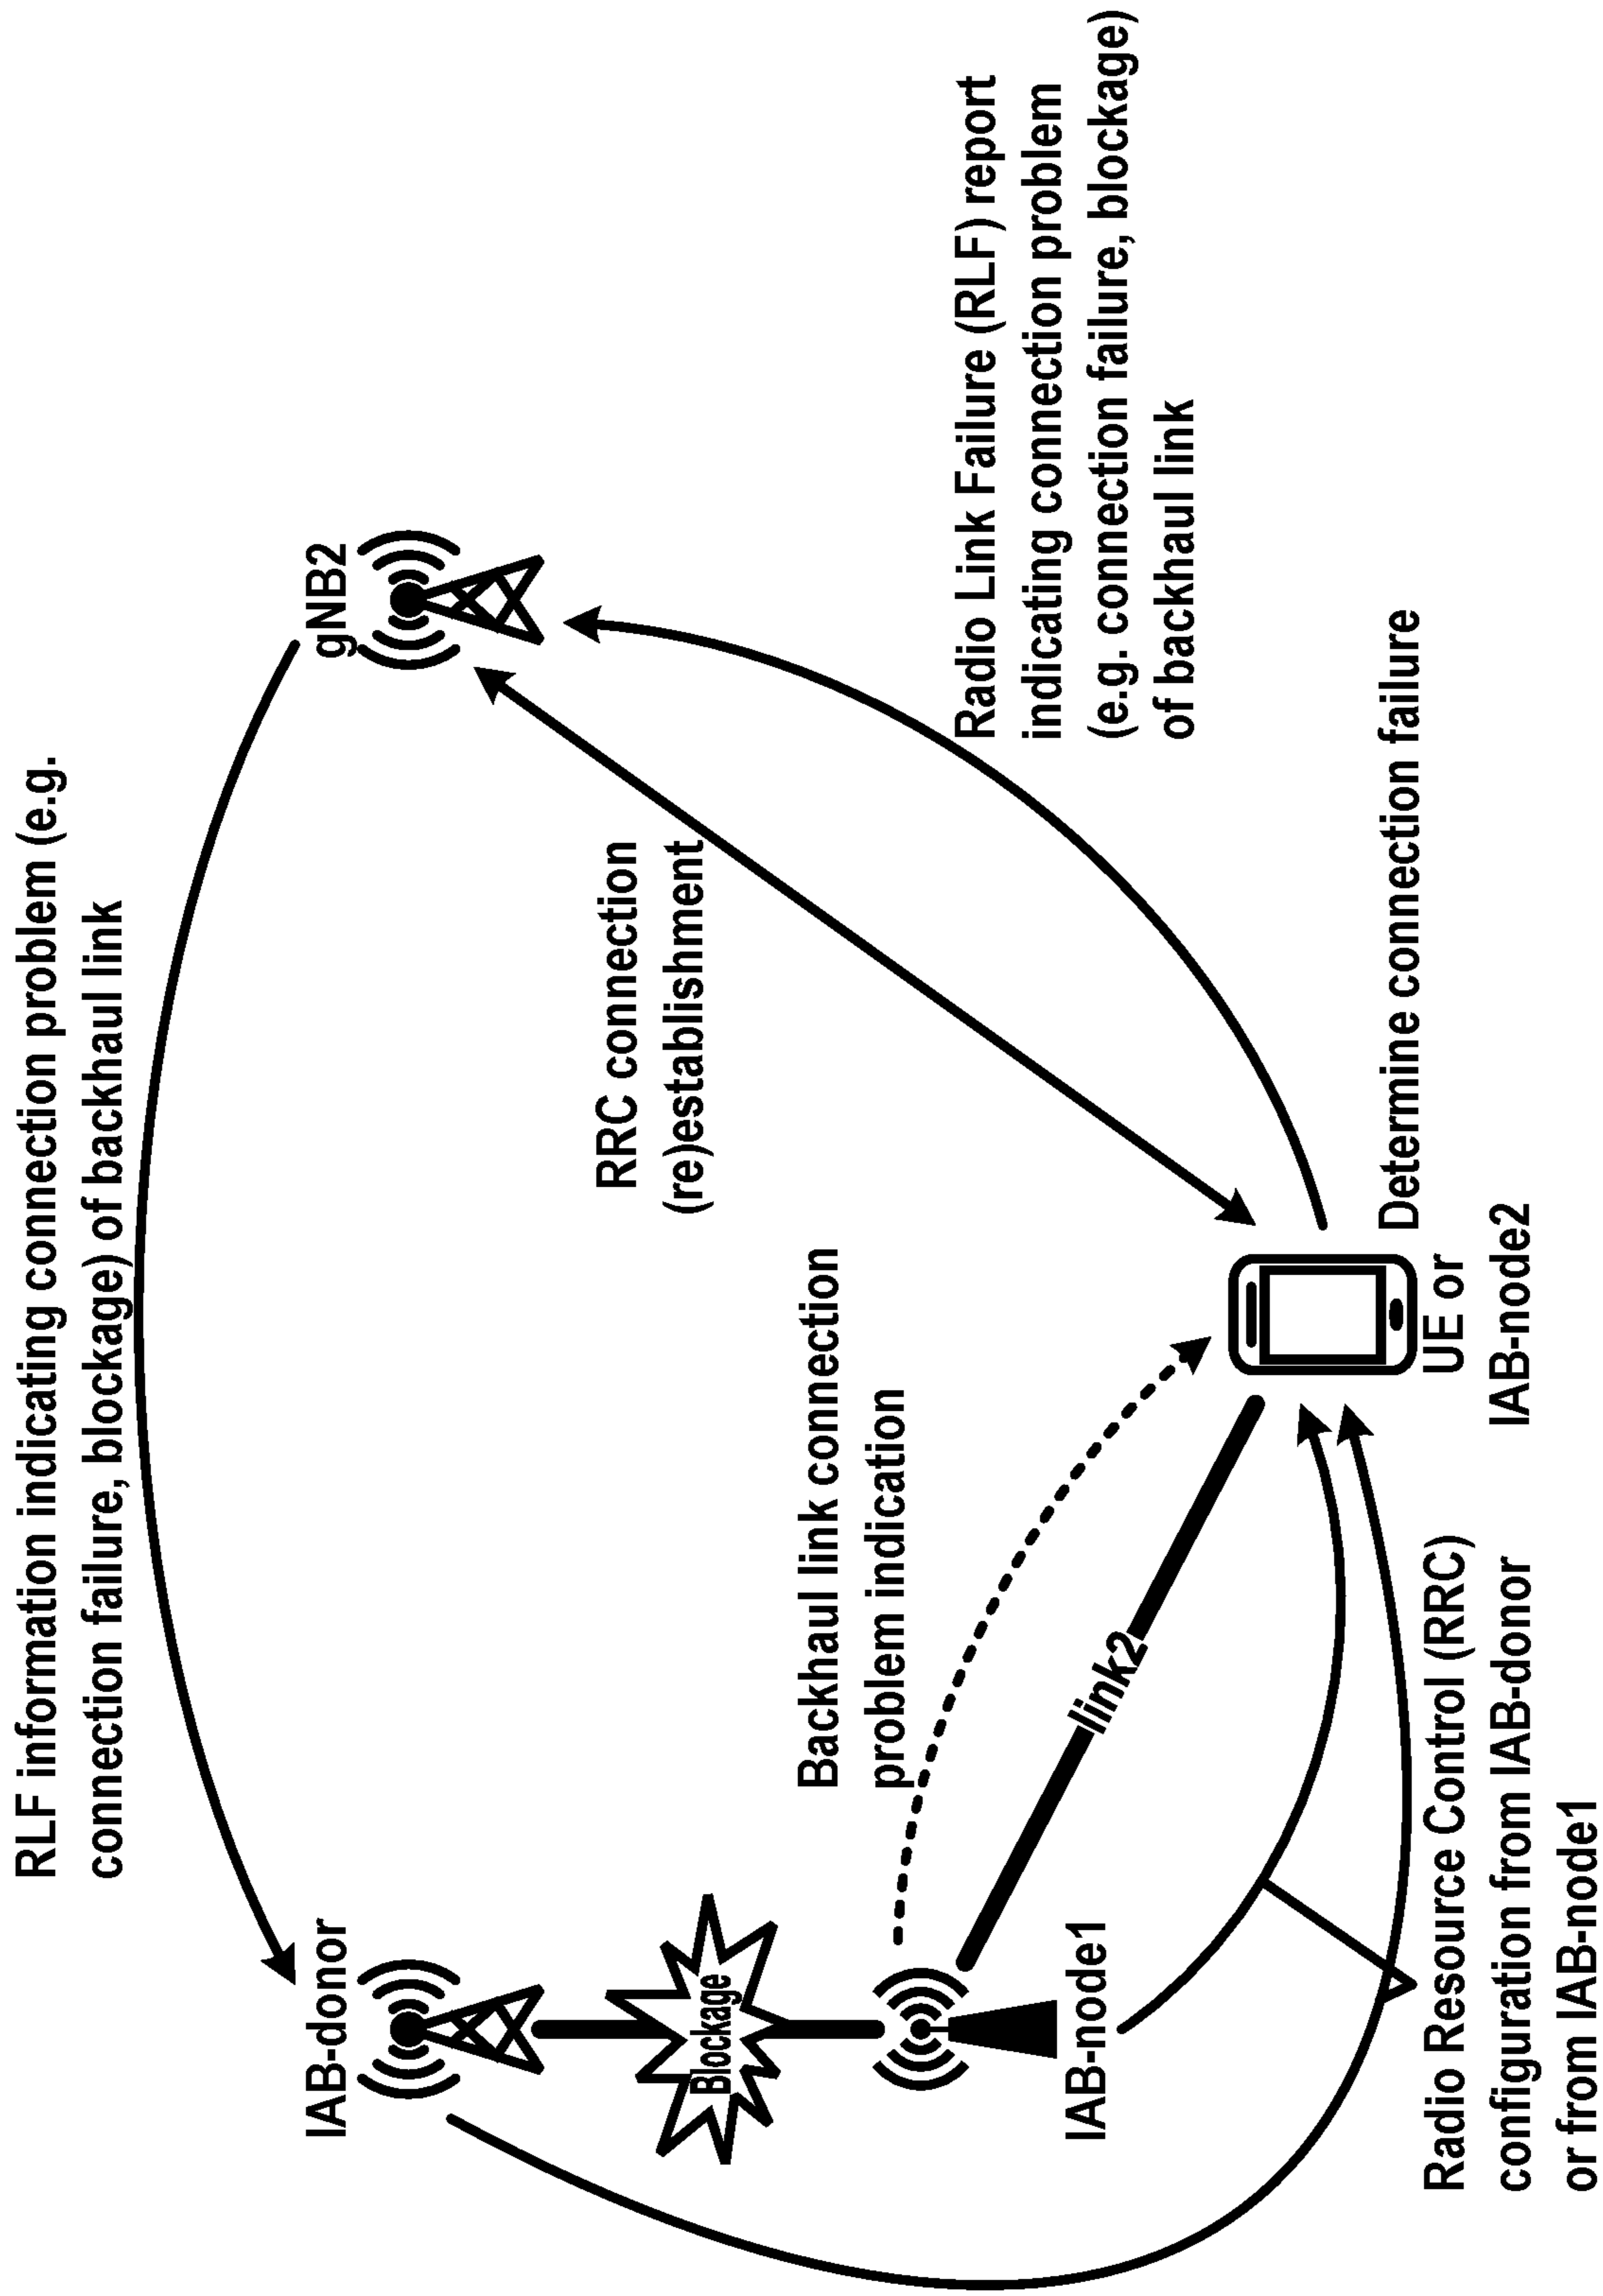 RLF information indicating connection problem (e.g.
connection failure, blockage) of backhaul link
IAB-donor
gNB2
Blockage
RRC connection
(re)establishment
Backhaul link connection
problem indication
Radio Link Failure (RLF) report
indicating connection problem
(e.g. connection failure, blockage)
of backhaul link
link2
IAB-node1
Determine connection failure
UE or
IAB-node2
Radio Resource Control (RRC)
configuration from IAB-donor
or from IAB-node1